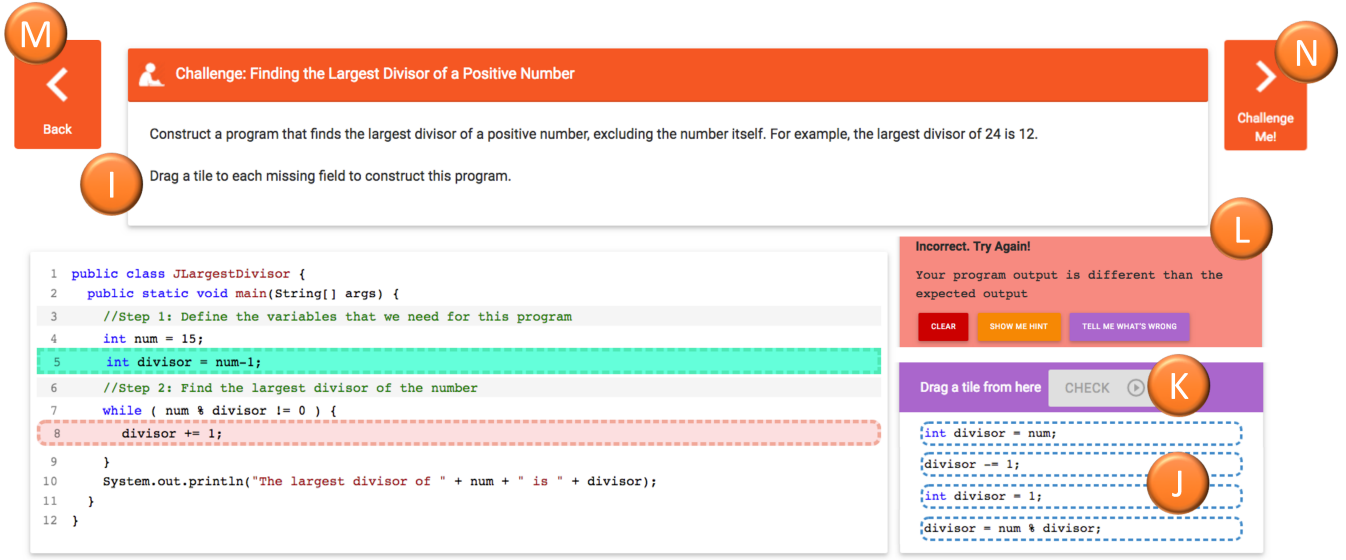 M
Back
Challenge: Finding the Largest Divisor of a Positive Number
N
Challenge
Me!
Construct a program that finds the largest divisor of a positive number, excluding the number itself. For example, the largest divisor of 24 is 12.
I
Drag a tile to each missing field to construct this program.
1 public class JLargestDivisor {
2 public static void main(String[] args) {
3 //Step 1: Define the variables that we need for this program
4 int num = 15;
5 int divisor = num-1;
6 //Step 2: Find the largest divisor of the number
7 while ( num % divisor != 0 ) {
8 divisor += 1;
9 }
10 System.out.println("The largest divisor of " + num + " is " + divisor);
11 }
12 }
L
Incorrect. Try Again!
Your program output is different than the
expected output
CLEAR SHOW ME HINT TELL ME WHAT'S WRONG
Drag a tile from here CHECK K
int divisor = num;
divisor -= 1;
J
int divisor = 1;
divisor = num % divisor;